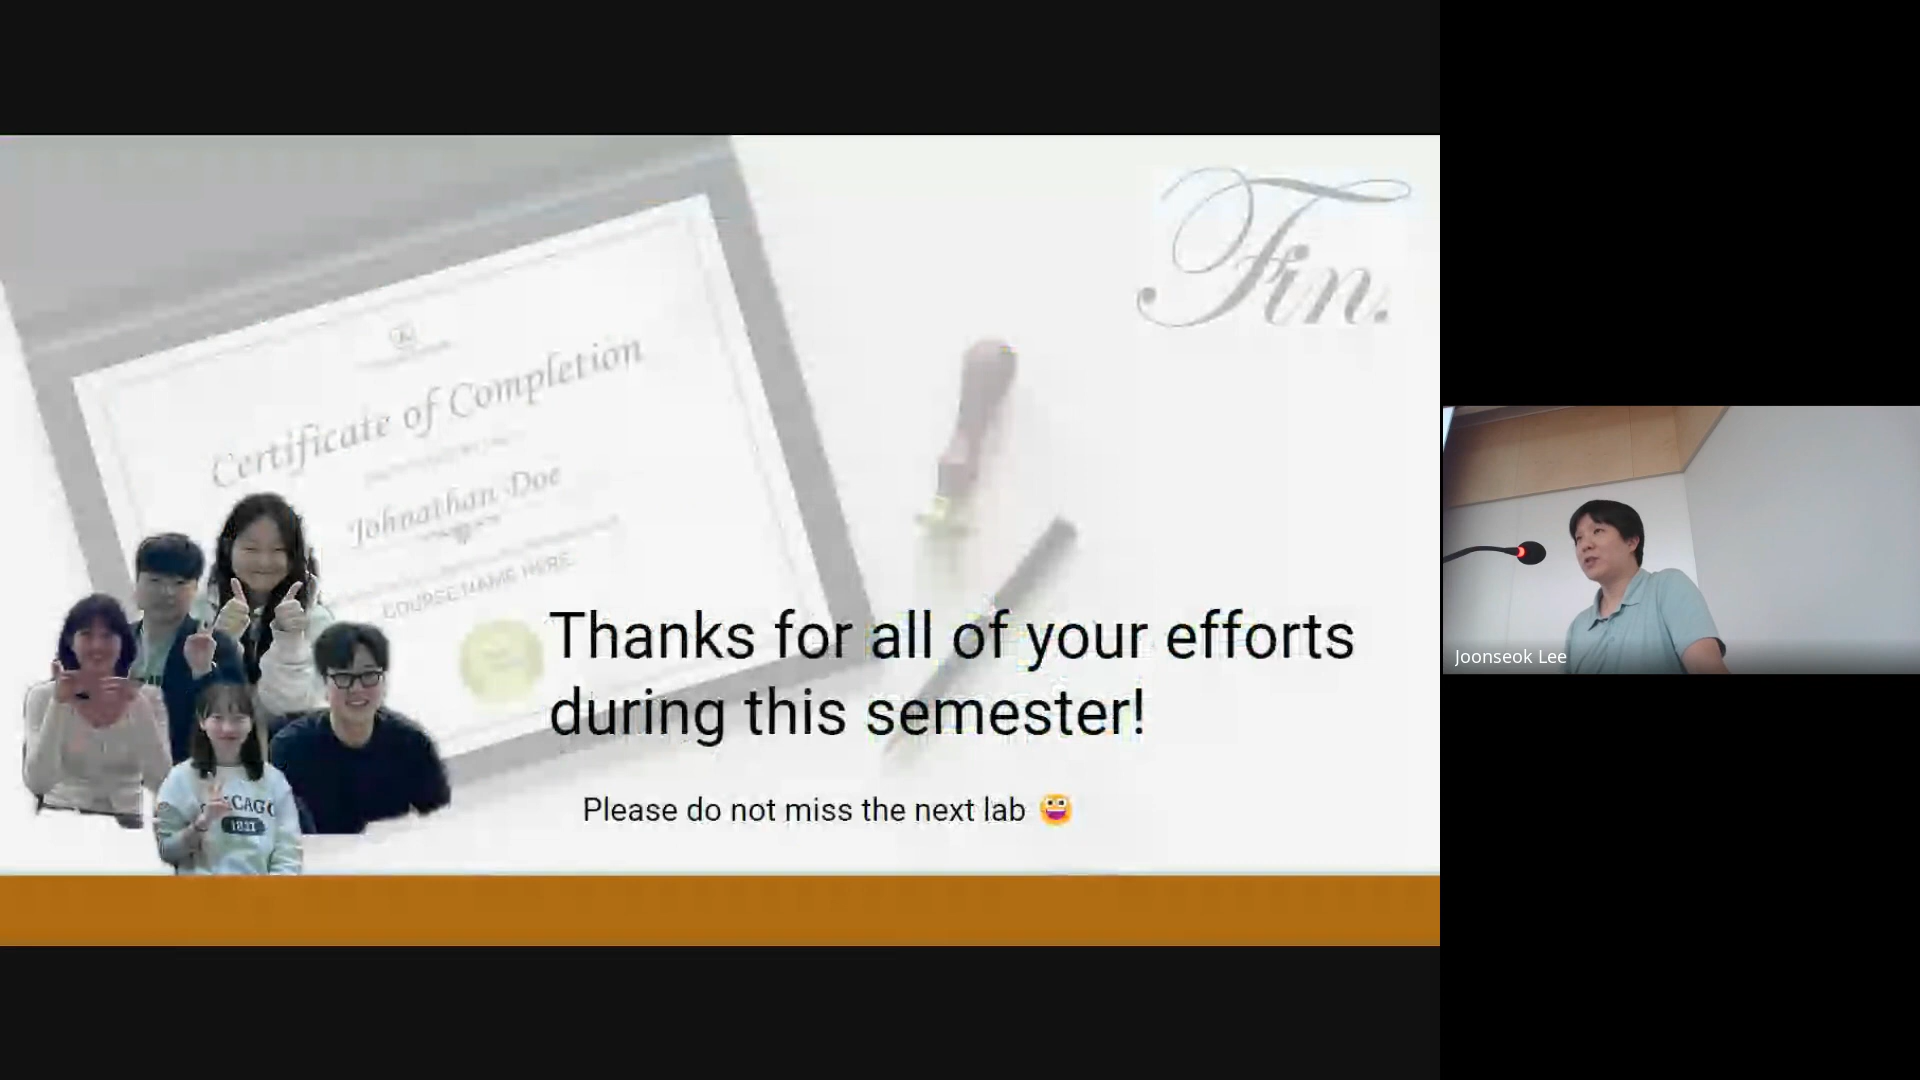 Fin.
Certificate of Completion
Johnathan Doe
COURSE NAME HERE
Thanks for all of your efforts
during this semester!
Please do not miss the next lab 😀
1821
Joonseok Lee